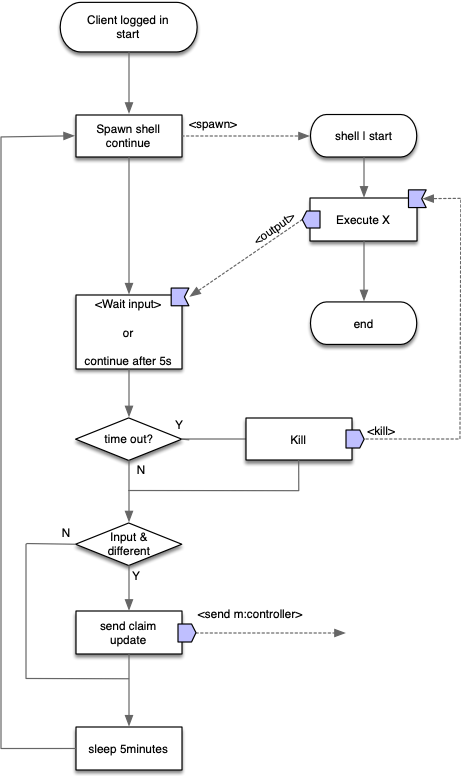 Client logged in
start
Spawn shell
continue
<spawn>
shell | start
Execute X
<output>
<Wait input>
or
continue after 5s
end
time out?
Y
Kill
<kill>
N
Input &
different
N
Y
send claim
update
<send m:controller>
sleep 5minutes